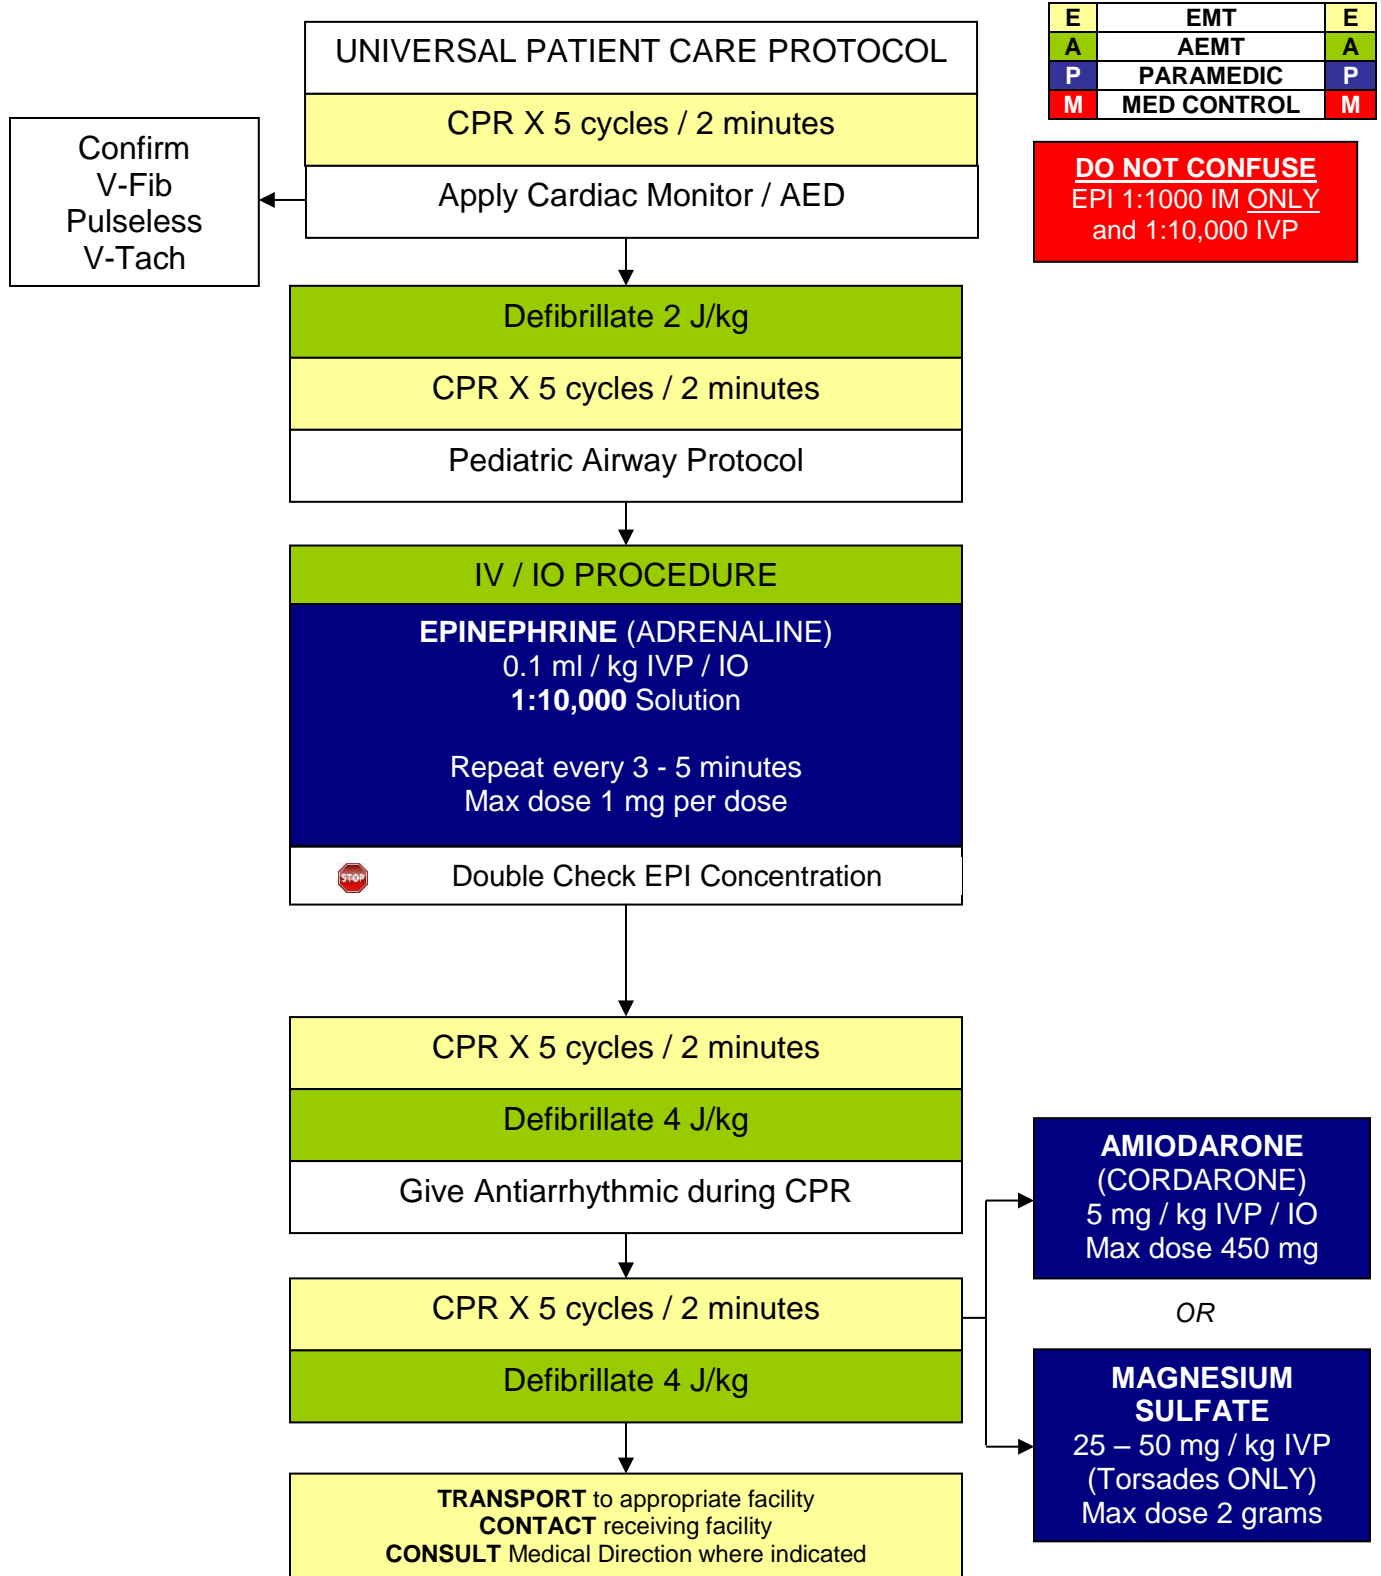 UNIVERSAL PATIENT CARE PROTOCOL
CPR X 5 cycles / 2 minutes
Apply Cardiac Monitor / AED
Confirm
V-Fib
Pulseless
V-Tach
E EMT E
A AEMT A
P PARAMEDIC P
M MED CONTROL M
DO NOT CONFUSE
EPI 1:1000 IM ONLY
and 1:10,000 IVP
Defibrillate 2 J/kg
CPR X 5 cycles / 2 minutes
Pediatric Airway Protocol
IV / IO PROCEDURE
EPINEPHRINE (ADRENALINE)
0.1 ml / kg IVP / IO
1:10,000 Solution
Repeat every 3 - 5 minutes
Max dose 1 mg per dose
STOP Double Check EPI Concentration
CPR X 5 cycles / 2 minutes
Defibrillate 4 J/kg
Give Antiarrhythmic during CPR
CPR X 5 cycles / 2 minutes
Defibrillate 4 J/kg
AMIODARONE
(CORDARONE)
5 mg / kg IVP / IO
Max dose 450 mg
OR
MAGNESIUM
SULFATE
25 – 50 mg / kg IVP
(Torsades ONLY)
Max dose 2 grams
TRANSPORT to appropriate facility
CONTACT receiving facility
CONSULT Medical Direction where indicated